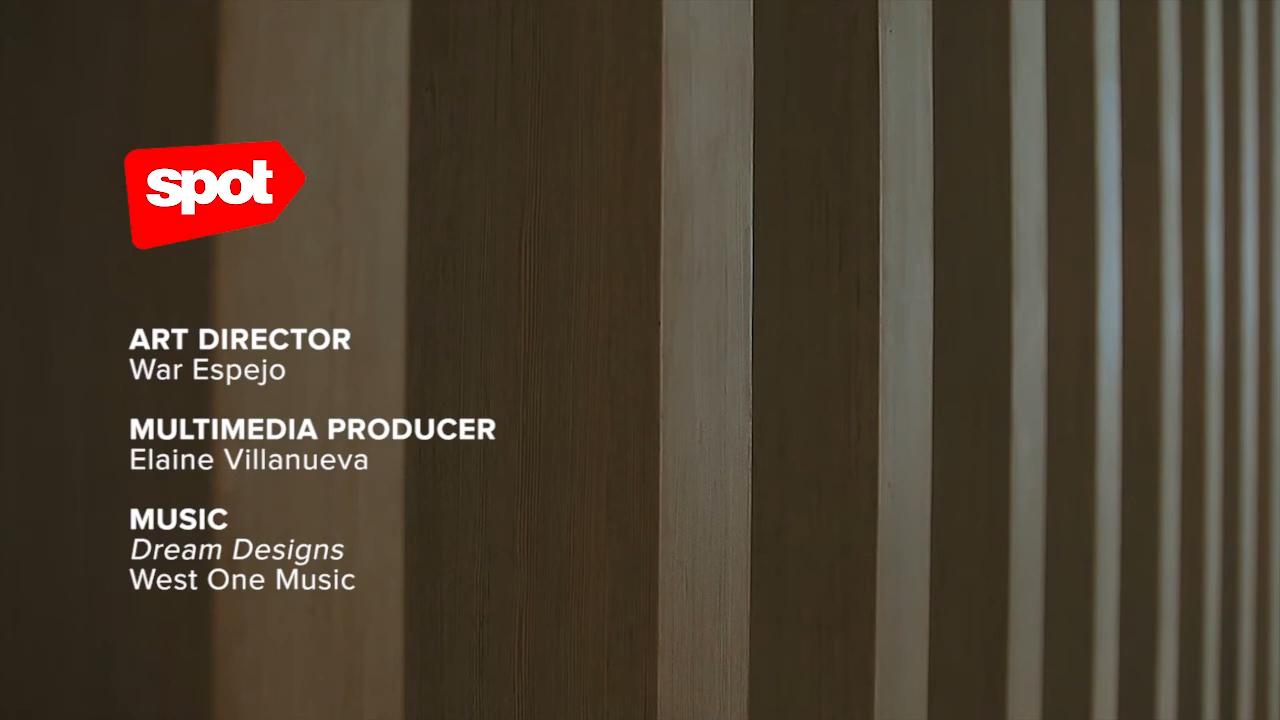 spot
ART DIRECTOR
War Espejo
MULTIMEDIA PRODUCER
Elaine Villanueva
MUSIC
Dream Designs
West One Music